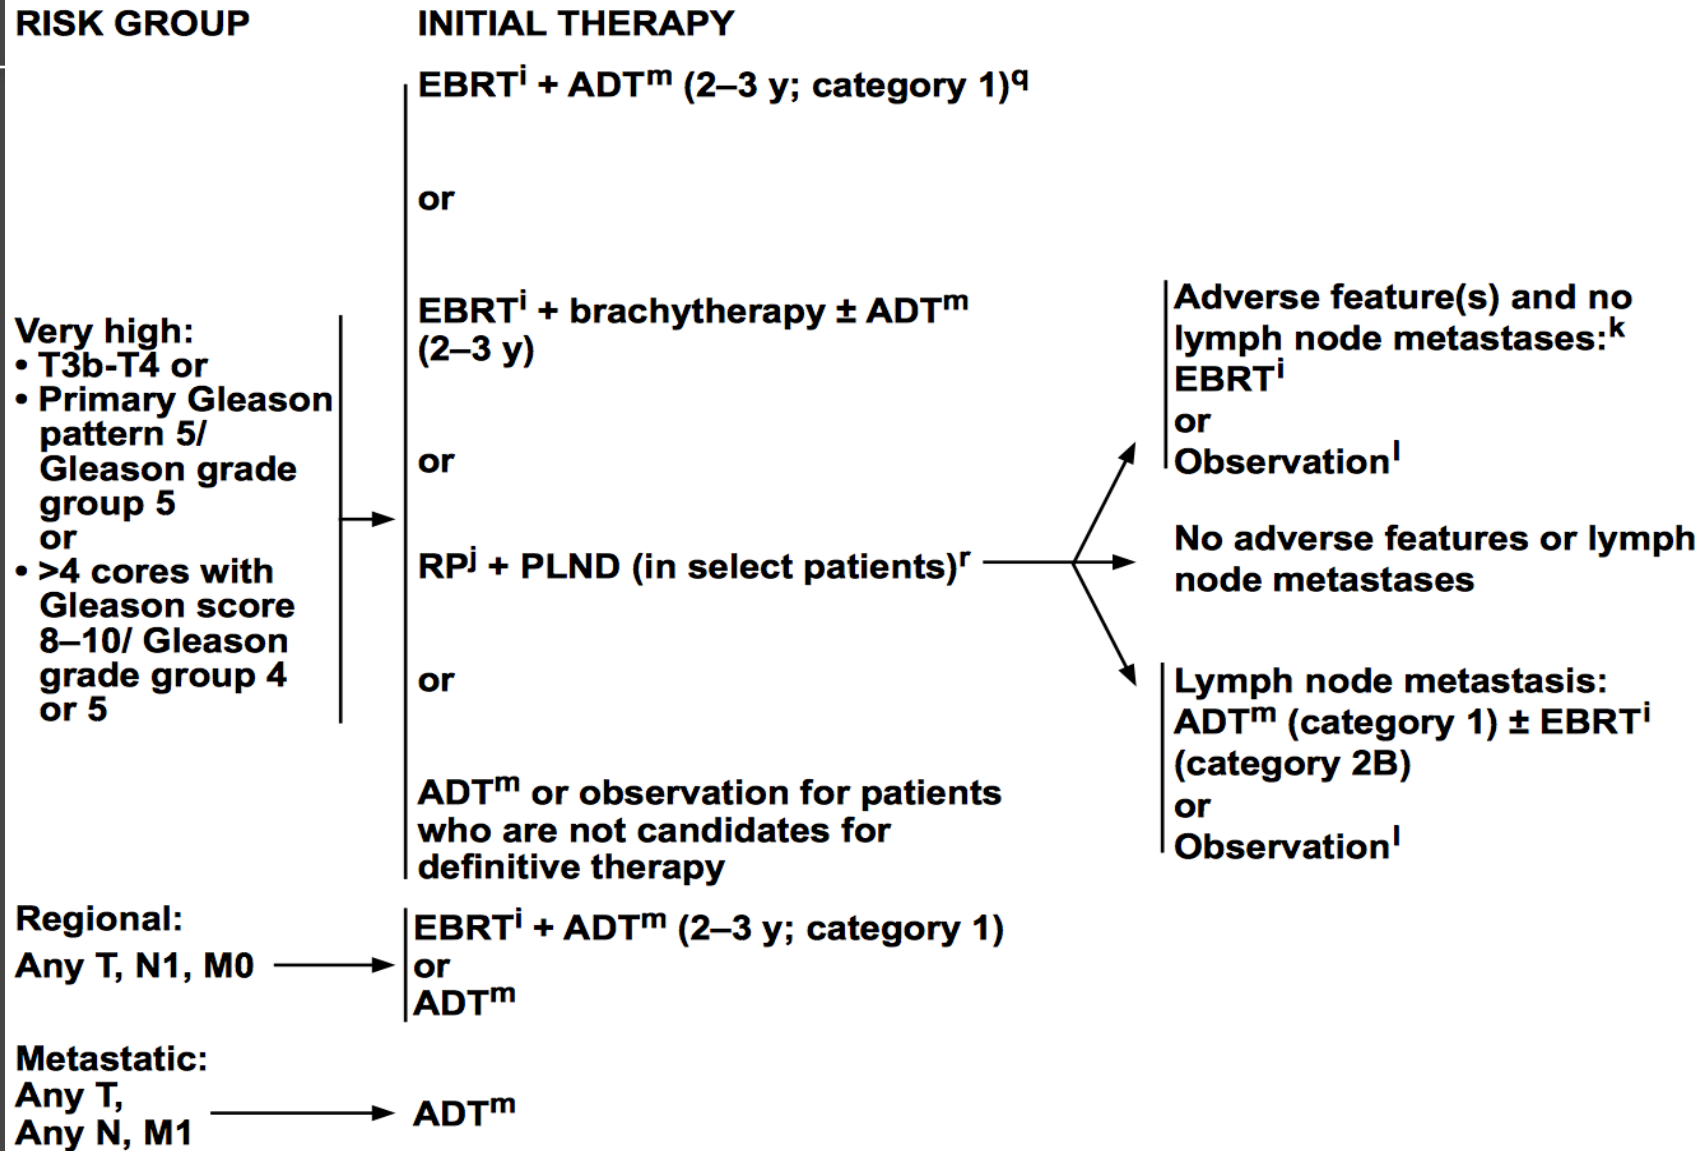 RISK GROUP
INITIAL THERAPY
Very high:
• T3b-T4 or
• Primary Gleason
pattern 5/
Gleason grade
group 5
or
• >4 cores with
Gleason score
8–10/ Gleason
grade group 4
or 5
EBRTi + ADTm (2–3 y; category 1)q
or
EBRTi + brachytherapy ± ADTm
(2–3 y)
or
RPj + PLND (in select patients)r
or
ADTm or observation for patients
who are not candidates for
definitive therapy
Adverse feature(s) and no
lymph node metastases:k
EBRTi
or
Observationl
No adverse features or lymph
node metastases
Lymph node metastasis:
ADTm (category 1) ± EBRTi
(category 2B)
or
Observationl
Regional:
Any T, N1, M0
EBRTi + ADTm (2–3 y; category 1)
or
ADTm
Metastatic:
Any T,
Any N, M1
ADTm